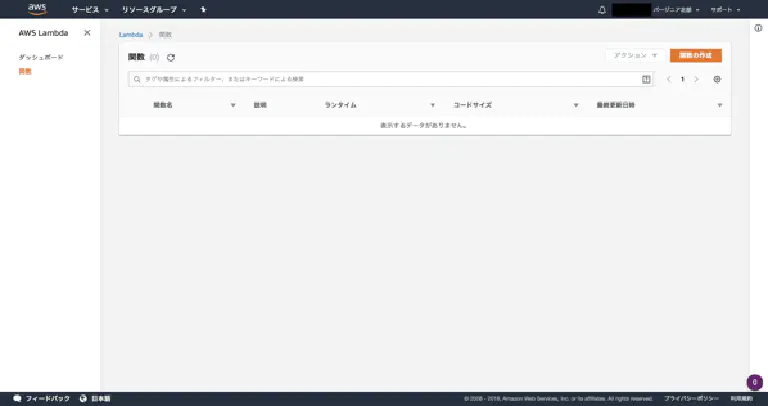 aws サービス リソースグループ バージニア北部 サポート
AWS Lambda
ダッシュボード
関数
Lambda 関数
関数 (0) アクション 関数の作成
タグや属性によるフィルター、またはキーワードによる検索 1
関数名 説明 ランタイム コードサイズ 最終更新日時
表示するデータがありません。
フィードバック 日本語 © 2008 - 2018, Amazon Web Services, Inc. or its affiliates. All rights reserved. プライバシーポリシー 利用規約